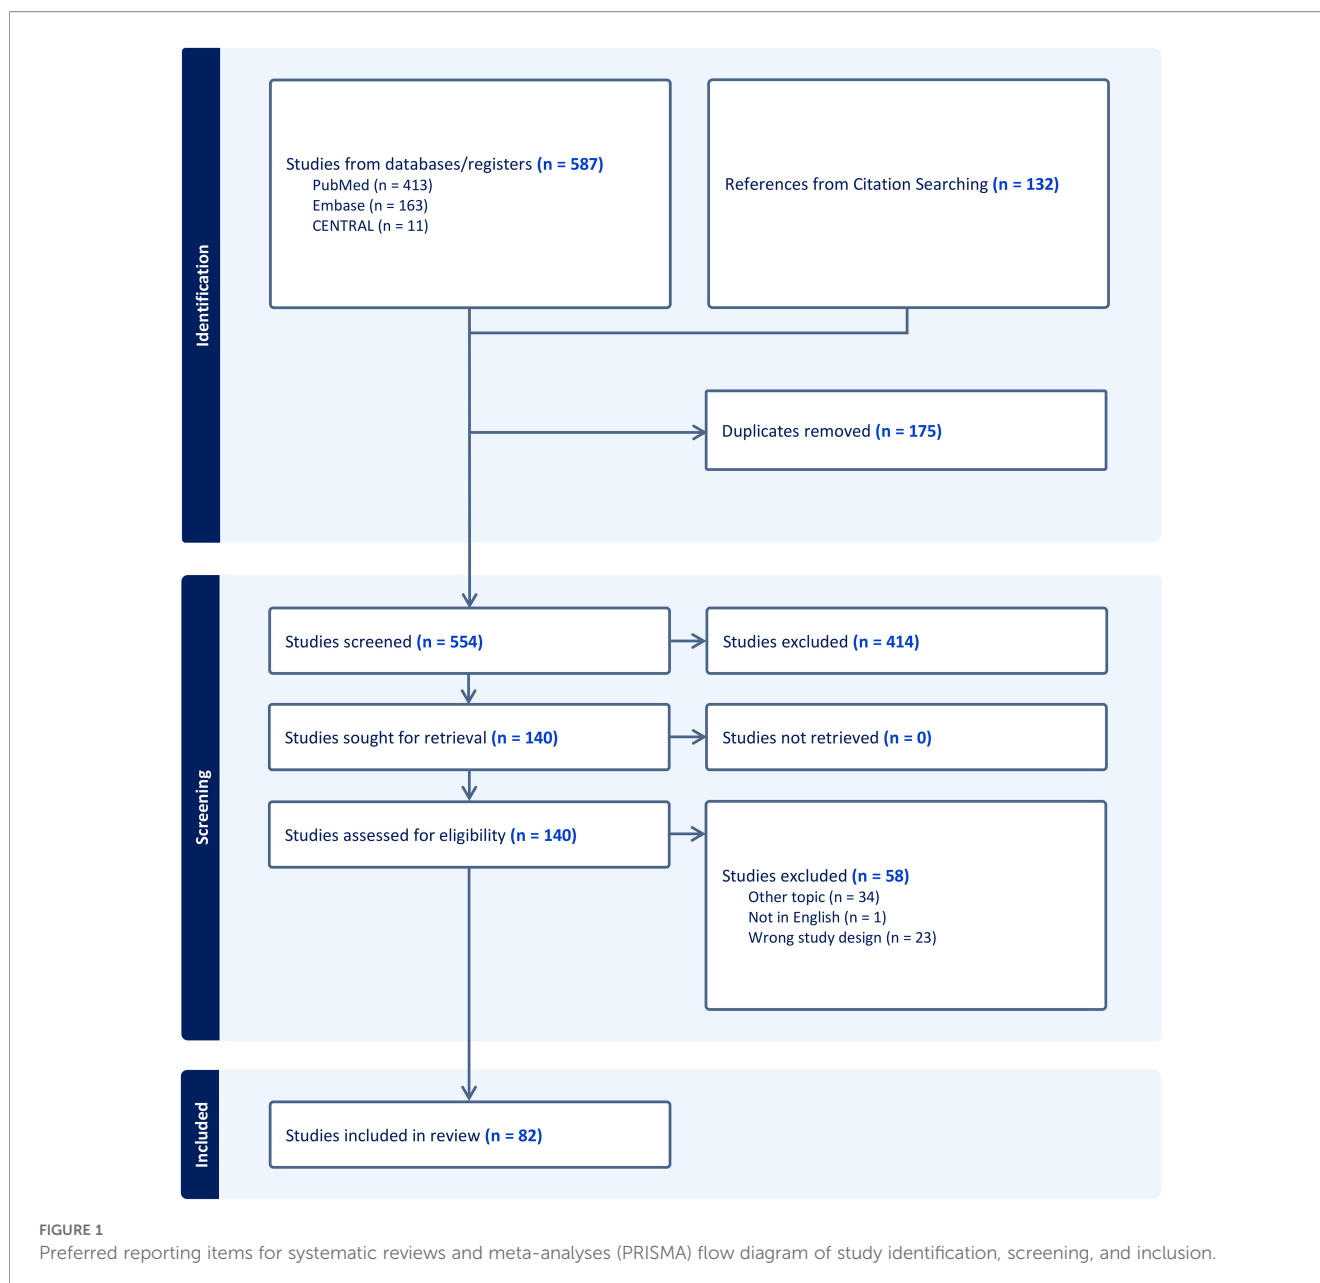 Identification
Studies from databases/registers (n = 587)
PubMed (n = 413)
Embase (n = 163)
CENTRAL (n = 11)
References from Citation Searching (n = 132)
Duplicates removed (n = 175)
Screening
Studies screened (n = 554)
Studies excluded (n = 414)
Studies sought for retrieval (n = 140)
Studies not retrieved (n = 0)
Studies assessed for eligibility (n = 140)
Studies excluded (n = 58)
Other topic (n = 34)
Not in English (n = 1)
Wrong study design (n = 23)
Included
Studies included in review (n = 82)
FIGURE 1
Preferred reporting items for systematic reviews and meta-analyses (PRISMA) flow diagram of study identification, screening, and inclusion.